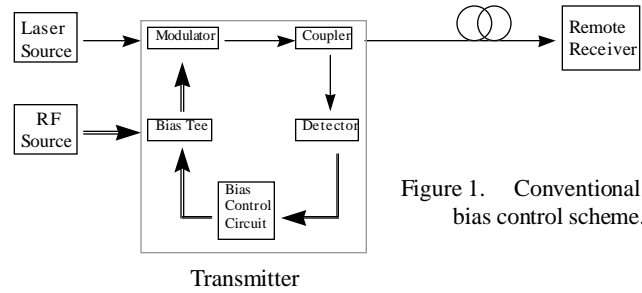 Laser
Source
Modulator
Coupler
Remote
Receiver
RF
Source
Bias Tee
Detector
Bias
Control
Circuit
Figure 1. Conventional
bias control scheme.
Transmitter